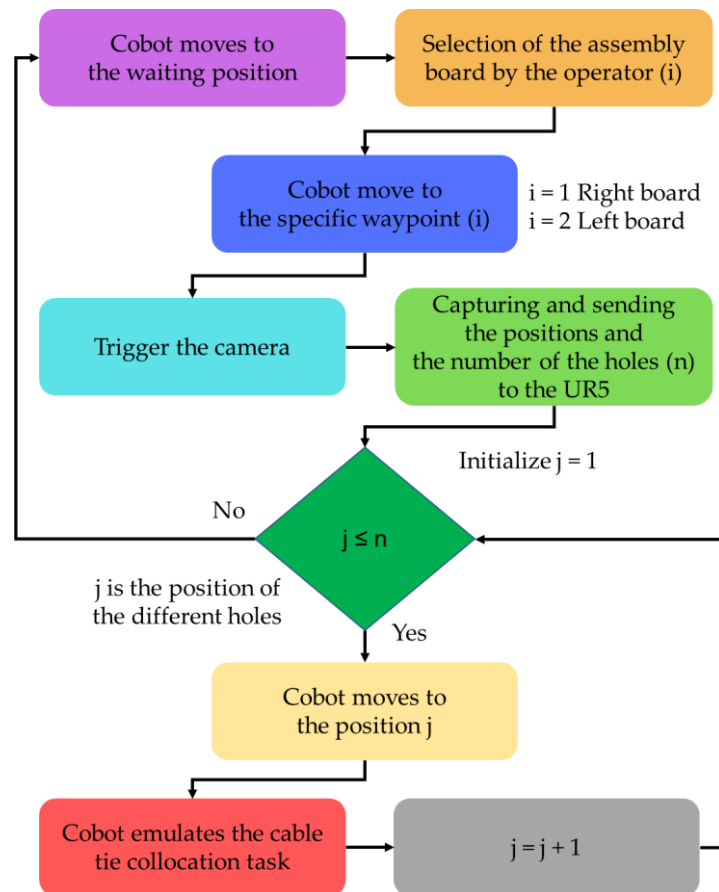 Cobot moves to
the waiting position
Selection of the assembly
board by the operator (i)
Cobot move to
the specific waypoint (i)
i = 1 Right board
i = 2 Left board
Trigger the camera
Capturing and sending
the positions and
the number of the holes (n)
to the UR5
Initialize j = 1
No
j ≤ n
j is the position of
the different holes
Yes
Cobot moves to
the position j
Cobot emulates the cable
tie collocation task
j = j + 1